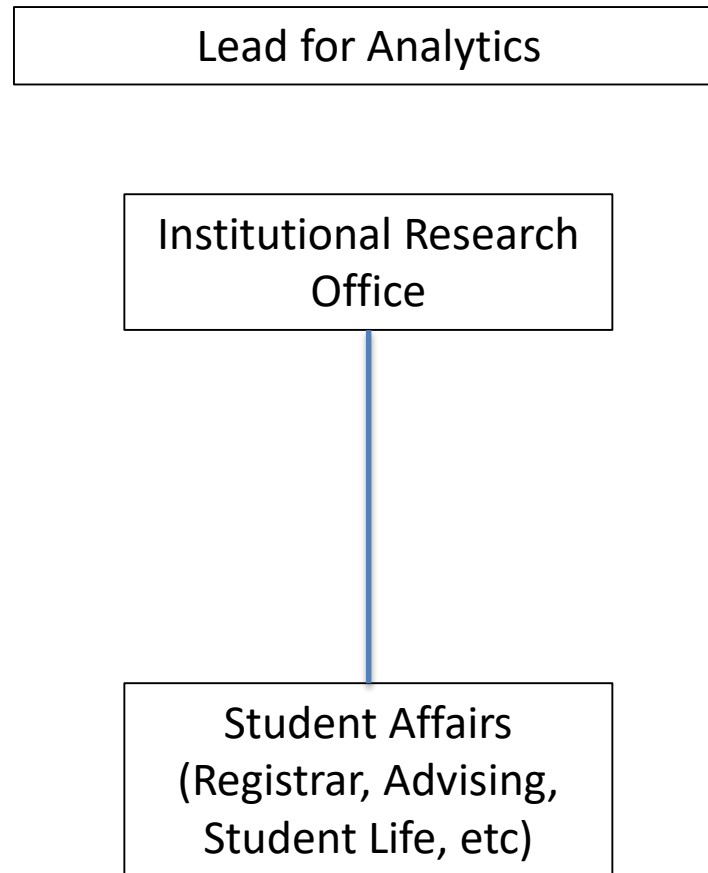 Lead for Analytics
Institutional Research
Office
Student Affairs
(Registrar, Advising,
Student Life, etc)